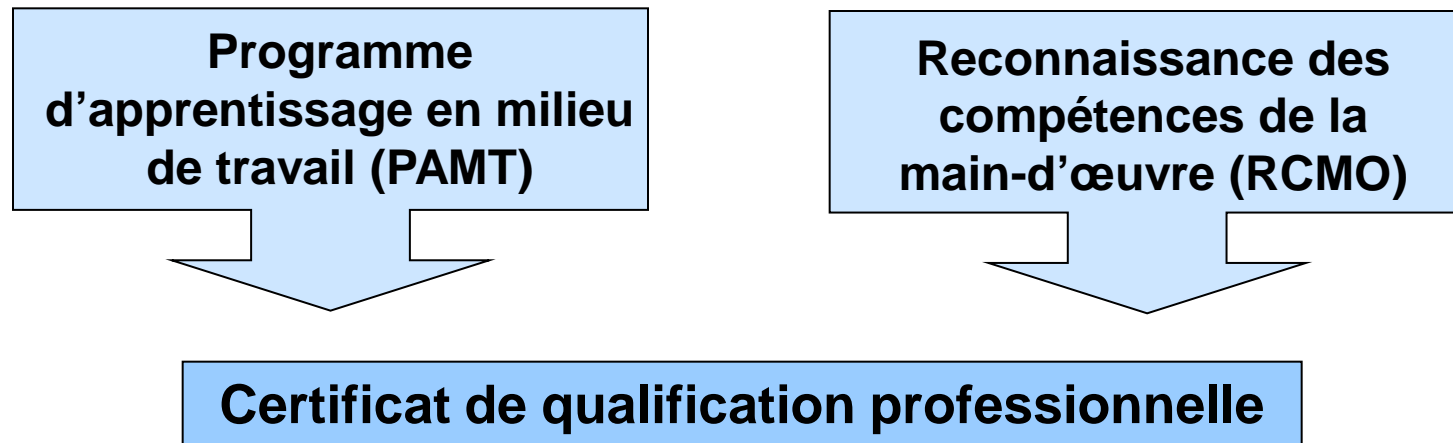 Programme
d’apprentissage en milieu
de travail (PAMT)
Reconnaissance des
compétences de la
main-d’œuvre (RCMO)
Certificat de qualification professionnelle